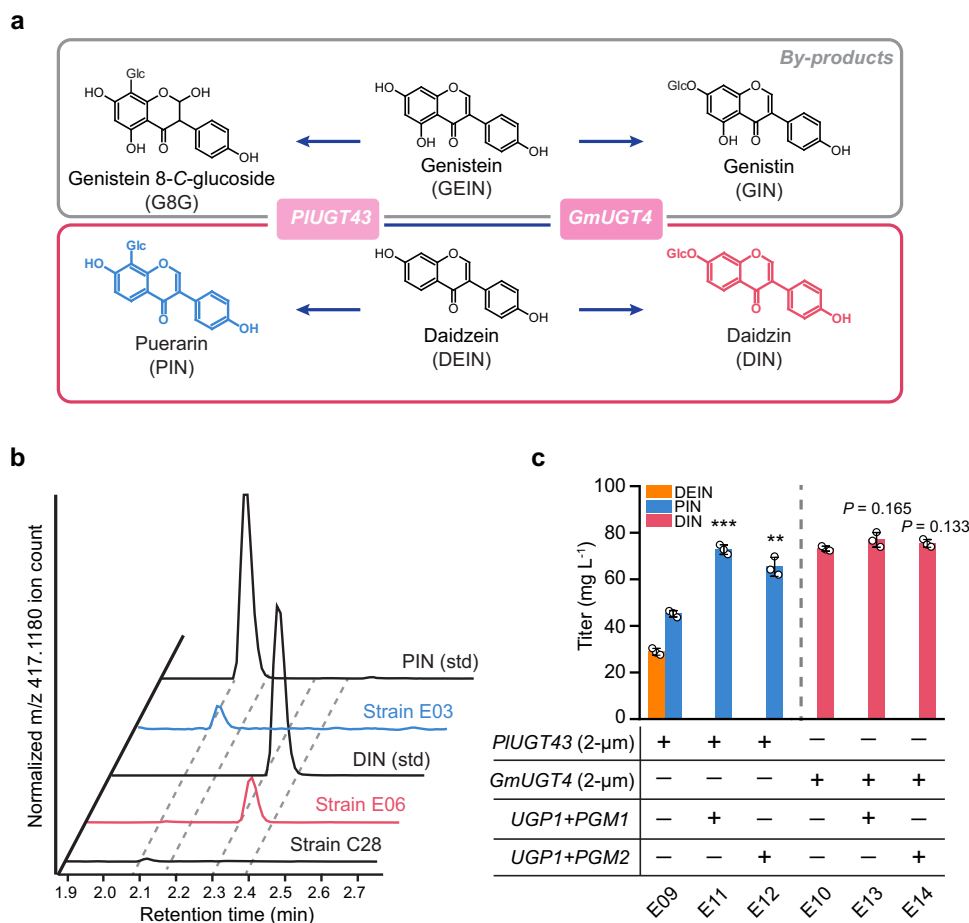 a
By-products
Glc
HO
O
OH
OH
O
OH
Genistein 8-C-glucoside
(G8G)
HO
O
OH
O
OH
Genistein
(GEIN)
GlcO
O
OH
O
OH
Genistin
(GIN)
PlUGT43
GmUGT4
Glc
HO
O
O
OH
Puerarin
(PIN)
HO
O
O
OH
Daidzein
(DEIN)
GlcO
O
O
OH
Daidzin
(DIN)
b
Normalized m/z 417.1180 ion count
PIN (std)
Strain E03
DIN (std)
Strain E06
Strain C28
1.9 2.0 2.1 2.2 2.3 2.4 2.5 2.6 2.7
Retention time (min)
c
Titer (mg L-1)
100
80
60
40
20
0
DEIN
PIN
DIN
***
**
P = 0.165
P = 0.133
PlUGT43 (2-μm) + + + – – –
GmUGT4 (2-μm) – – – + + +
UGP1+PGM1 – + – – + –
UGP1+PGM2 – – + – – +
E09 E11 E12 E10 E13 E14